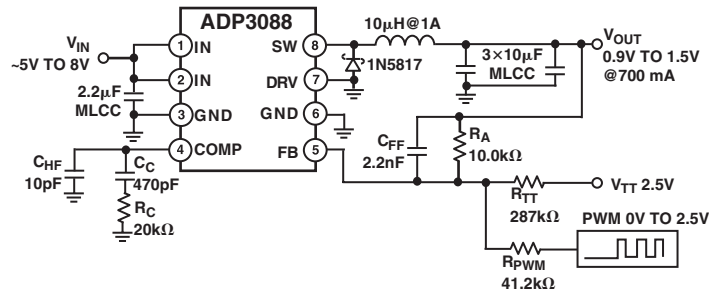 ADP3088
10μH@1A
VIN
~5V TO 8V
1 IN
2 IN
3 GND
4 COMP
SW 8
DRV 7
GND 6
FB 5
2.2μF
MLCC
1N5817
3×10μF
MLCC
VOUT
0.9V TO 1.5V
@700 mA
CHF
10pF
CC
470pF
RC
20kΩ
CFF
2.2nF
RA
10.0kΩ
RTT
287kΩ
VTT 2.5V
PWM 0V TO 2.5V
RPWM
41.2kΩ